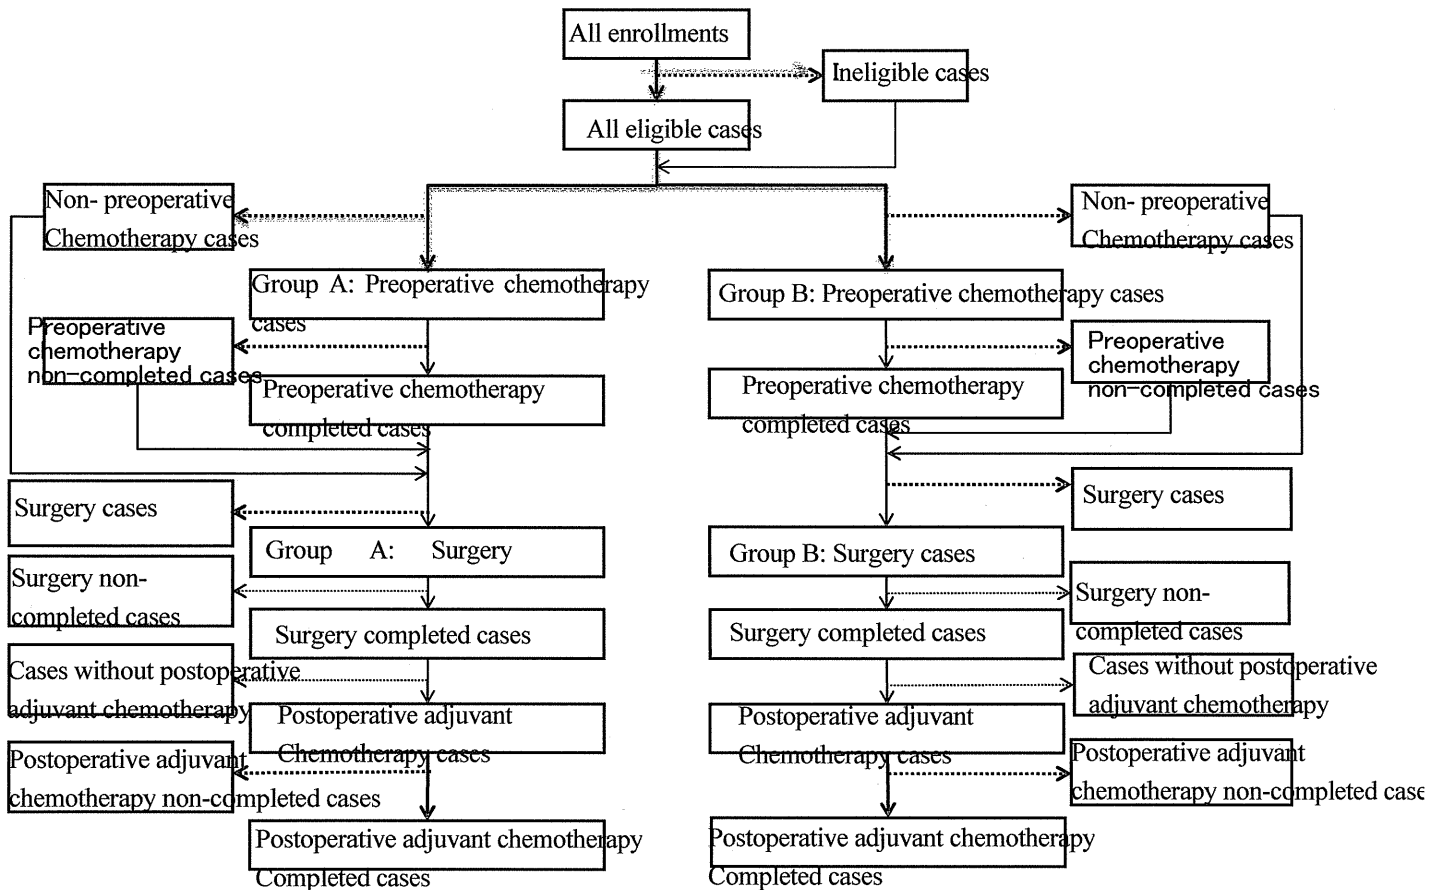 All enrollments
Ineligible cases
All eligible cases
Non- preoperative
Chemotherapy cases
Non- preoperative
Chemotherapy cases
Group A: Preoperative chemotherapy
cases
Group B: Preoperative chemotherapy cases
Preoperative
chemotherapy
non-completed cases
Preoperative
chemotherapy
non-completed cases
Preoperative chemotherapy
completed cases
Preoperative chemotherapy
completed cases
Surgery cases
Surgery cases
Group A: Surgery
Group B: Surgery cases
Surgery non-
completed cases
Surgery non-
completed cases
Surgery completed cases
Surgery completed cases
Cases without postoperative
adjuvant chemotherapy
Cases without postoperative
adjuvant chemotherapy
Postoperative adjuvant
Chemotherapy cases
Postoperative adjuvant
Chemotherapy cases
Postoperative adjuvant
chemotherapy non-completed cases
Postoperative adjuvant
chemotherapy non-completed case
Postoperative adjuvant chemotherapy
Completed cases
Postoperative adjuvant chemotherapy
Completed cases